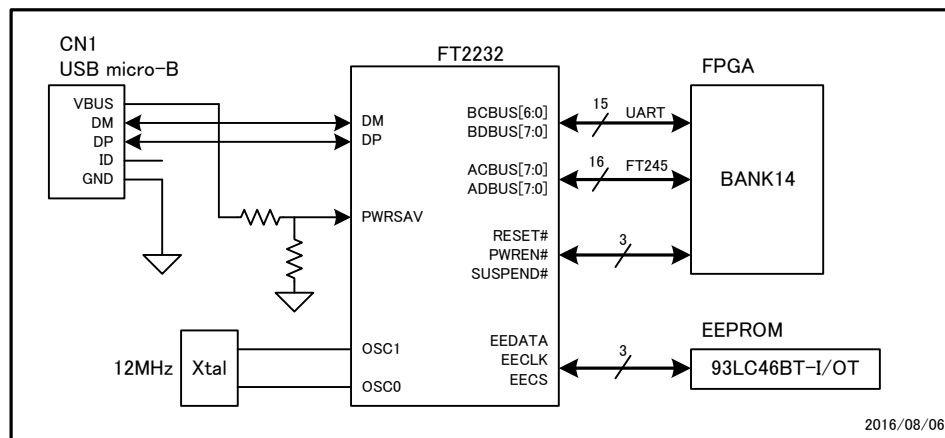 CN1
USB micro-B
VBUS
DM
DP
ID
GND
FT2232
DM
DP
PWRSAV
OSC1
OSC0
BCBUS[6:0]
BDBUS[7:0]
ACBUS[7:0]
ADBUS[7:0]
RESET#
PWREN#
SUSPEND#
EEDATA
EECLK
EECS
15 UART
16 FT245
3
3
FPGA
BANK14
EEPROM
93LC46BT-I/OT
12MHz
Xtal
2016/08/06